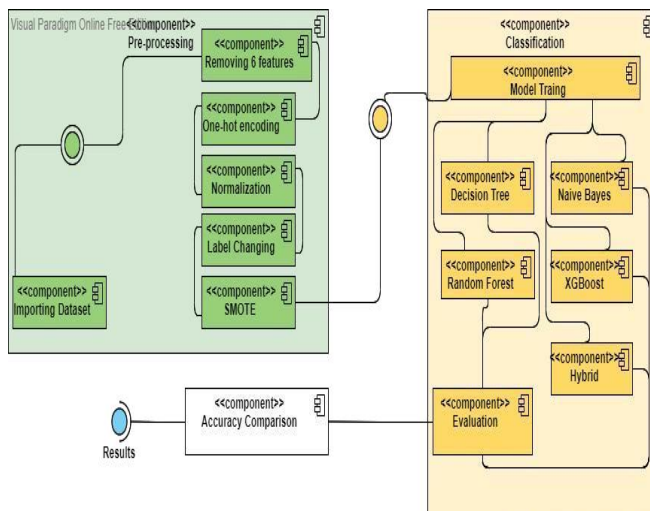 Visual Paradigm Online Free Edition
<<component>>
Pre-processing
<<component>>
Removing 6 features
<<component>>
One-hot encoding
<<component>>
Normalization
<<component>>
Label Changing
<<component>>
Importing Dataset
<<component>>
SMOTE
<<component>>
Classification
<<component>>
Model Traing
<<component>>
Decision Tree
<<component>>
Naive Bayes
<<component>>
Random Forest
<<component>>
XGBoost
<<component>>
Hybrid
<<component>>
Evaluation
<<component>>
Accuracy Comparison
Results